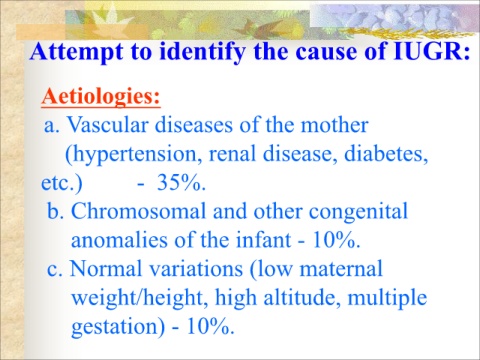 Attempt to identify the cause of IUGR:
Aetiologies:
a. Vascular diseases of the mother
(hypertension, renal disease, diabetes,
etc.) - 35%.
b. Chromosomal and other congenital
anomalies of the infant - 10%.
c. Normal variations (low maternal
weight/height, high altitude, multiple
gestation) - 10%.